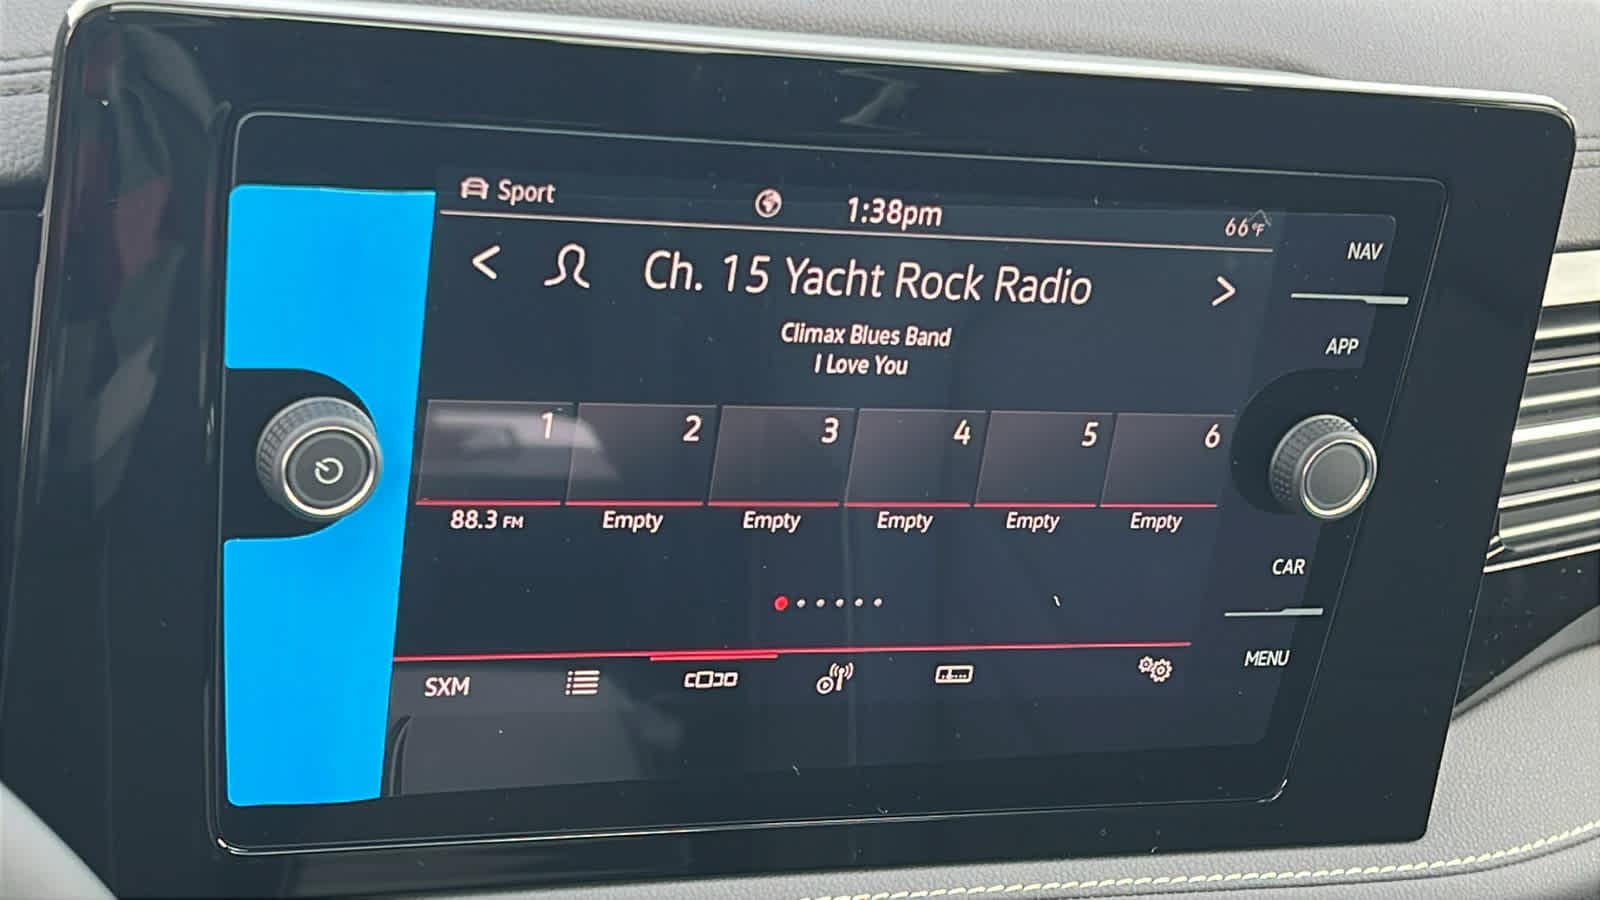 Sport
1:38pm
66°F
NAV
Ch. 15 Yacht Rock Radio
Climax Blues Band
I Love You
APP
1 2 3 4 5 6
88.3 FM Empty Empty Empty Empty Empty
CAR
SXM
MENU